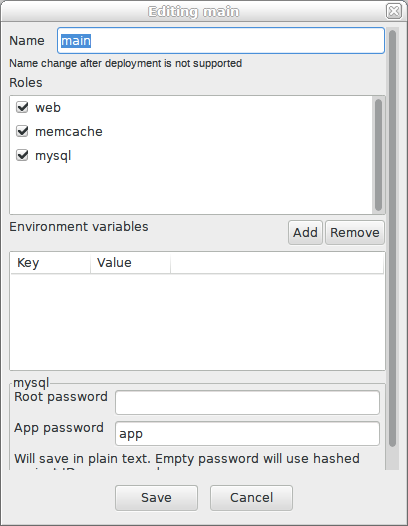 Editing main
Name main
Name change after deployment is not supported
Roles
web
memcache
mysql
Environment variables Add Remove
Key Value
mysql
Root password
App password app
Will save in plain text. Empty password will use hashed
Save Cancel